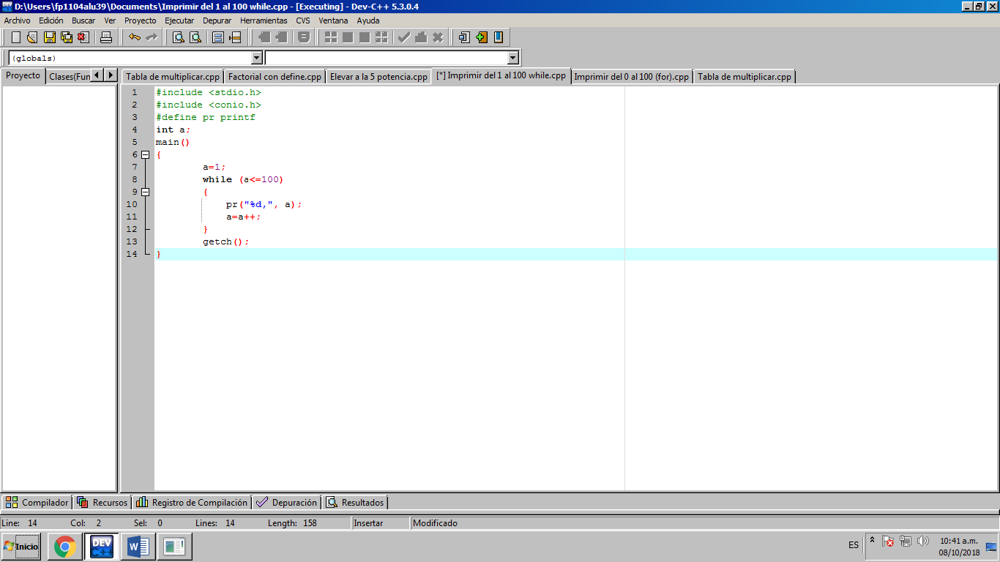 D:\Users\fp1104alu39\Documents\Imprimir del 1 al 100 while.cpp - [Executing] - Dev-C++ 5.3.0.4
Archivo Edición Buscar Ver Proyecto Ejecutar Depurar Herramientas CVS Ventana Ayuda
(globals)
Proyecto Clases(Fun Tabla de multiplicar.cpp Factorial con define.cpp Elevar a la 5 potencia.cpp [*] Imprimir del 1 al 100 while.cpp Imprimir del 0 al 100 (for).cpp Tabla de multiplicar.cpp
1 #include <stdio.h>
2 #include <conio.h>
3 #define pr printf
4 int a;
5 main()
6 {
7 a=1;
8 while (a<=100)
9 {
10 pr("%d,", a);
11 a=a++;
12 }
13 getch();
14 }
Compilador Recursos Registro de Compilación Depuración Resultados
Line: 14 Col: 2 Sel: 0 Lines: 14 Length: 158 Insertar Modificado
Inicio DEV C++ W ES 10:41 a.m.
08/10/2018